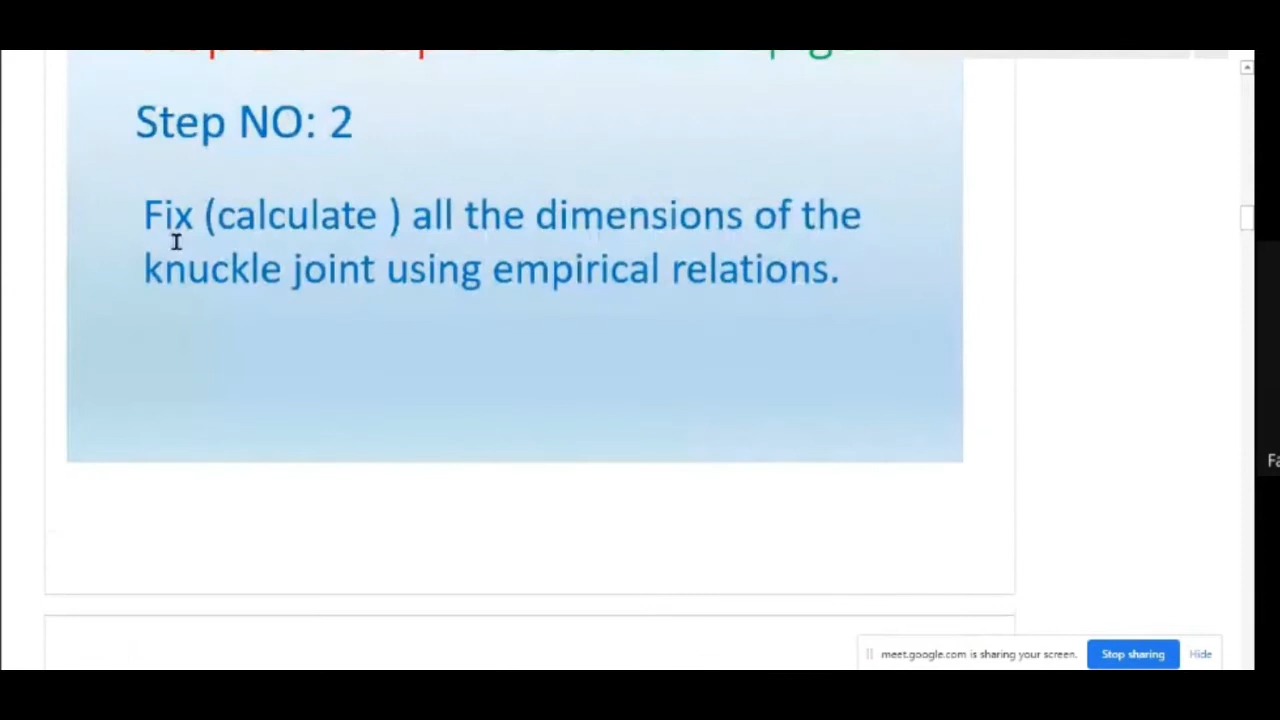 Step NO: 2
Fix (calculate ) all the dimensions of the
knuckle joint using empirical relations.
meet.google.com is sharing your screen.
Stop sharing
Hide